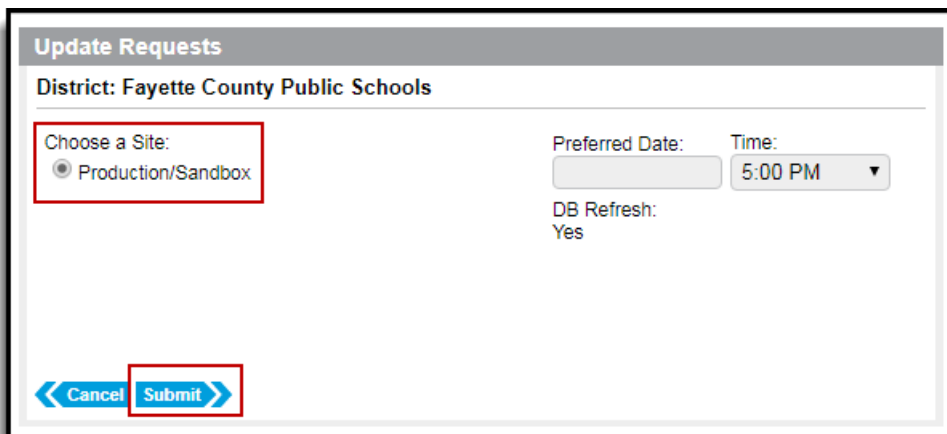 Update Requests
District: Fayette County Public Schools
Choose a Site:
Production/Sandbox
Preferred Date:
Time:
5:00 PM
DB Refresh:
Yes
Cancel
Submit